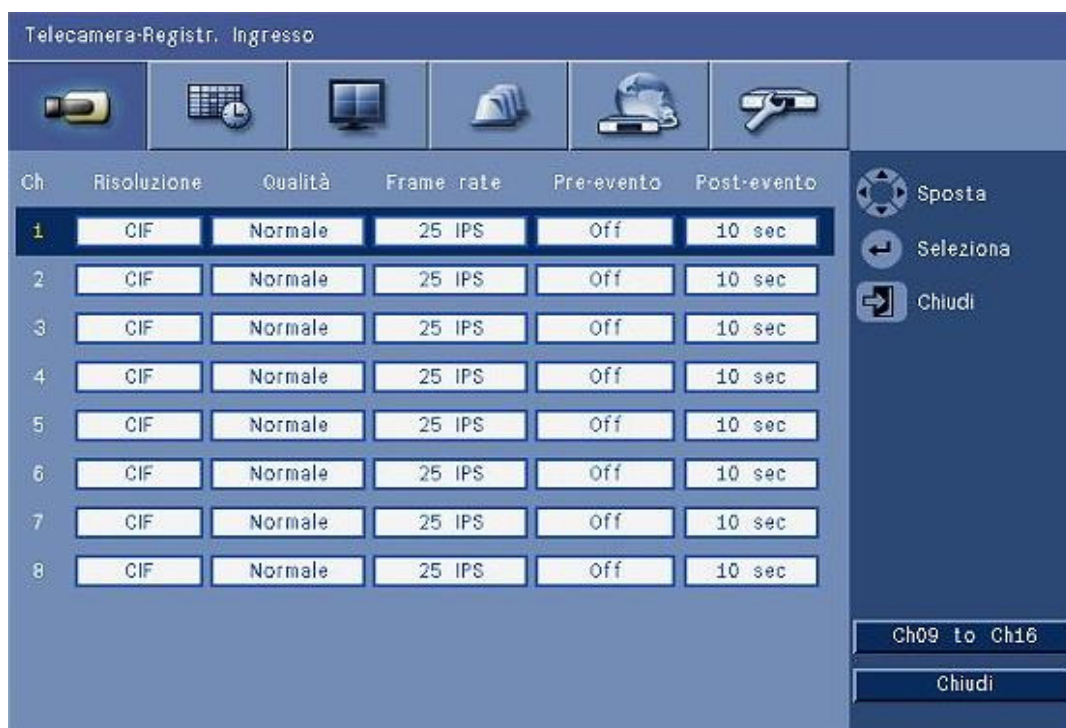 Telecamera-Registr. Ingresso
Ch Risoluzione Qualità Frame rate Pre-evento Post-evento
1 CIF Normale 25 IPS Off 10 sec
2 CIF Normale 25 IPS Off 10 sec
3 CIF Normale 25 IPS Off 10 sec
4 CIF Normale 25 IPS Off 10 sec
5 CIF Normale 25 IPS Off 10 sec
6 CIF Normale 25 IPS Off 10 sec
7 CIF Normale 25 IPS Off 10 sec
8 CIF Normale 25 IPS Off 10 sec
Sposta
Seleziona
Chiudi
Ch09 to Ch16
Chiudi